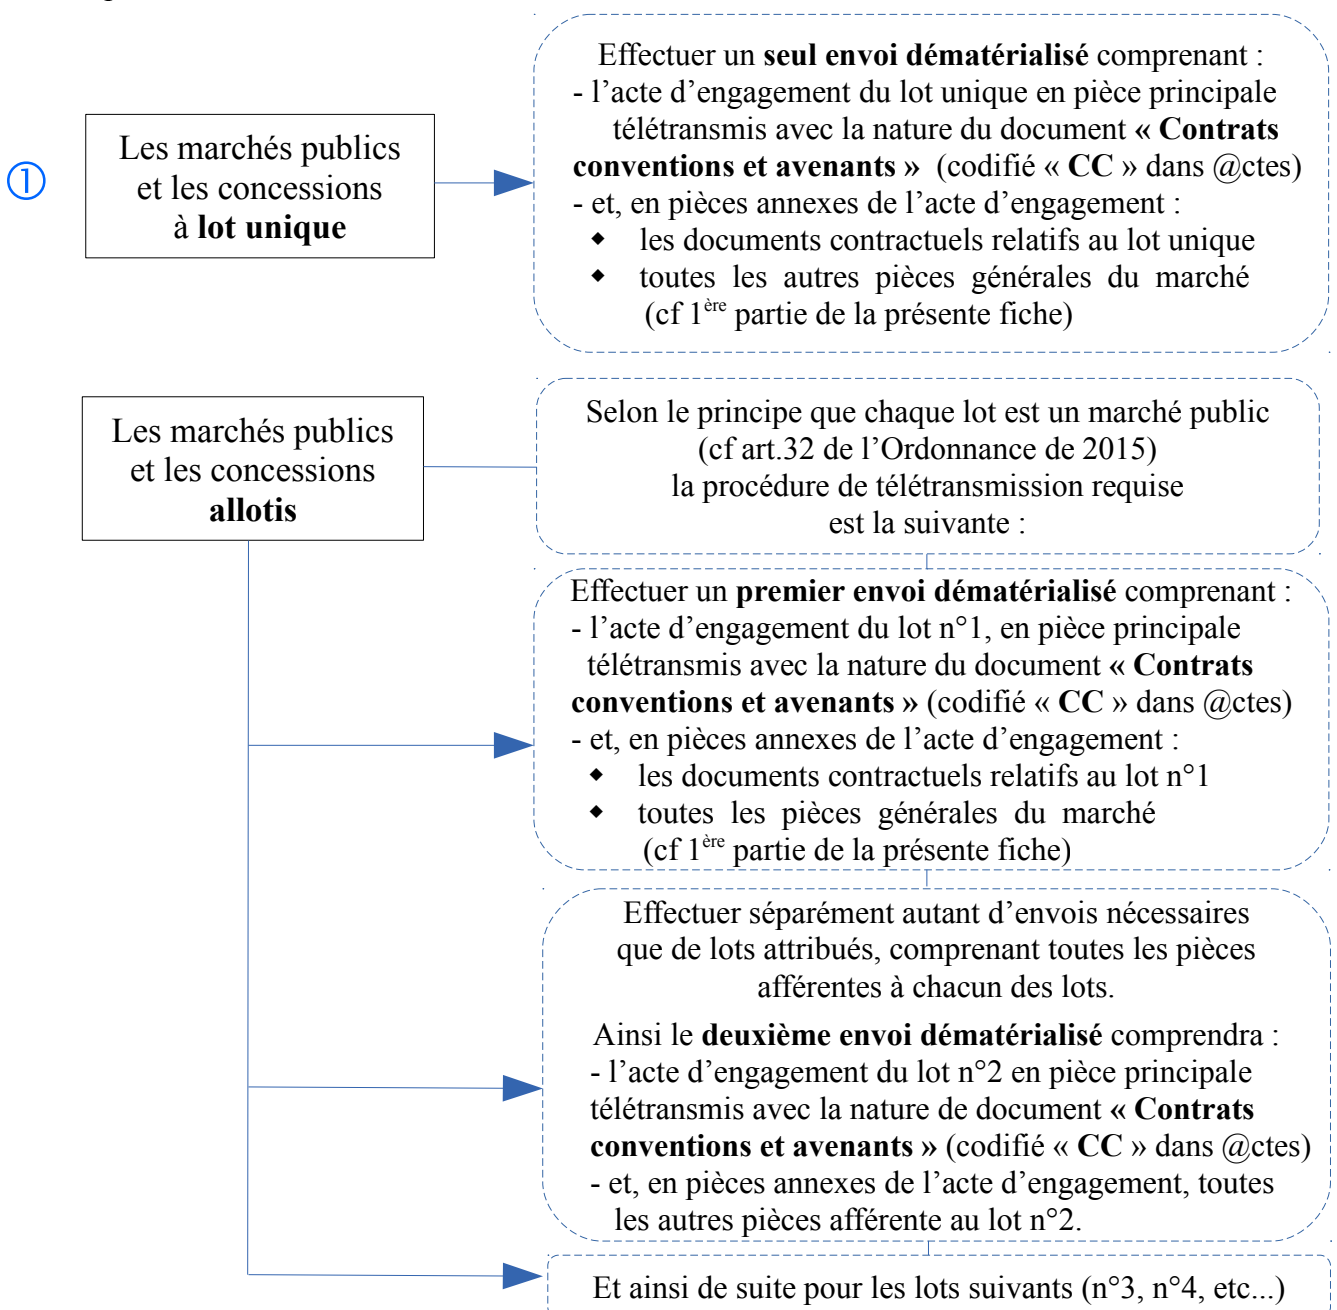 ①
Les marchés publics
et les concessions
à lot unique
Effectuer un seul envoi dématérialisé comprenant :
- l’acte d’engagement du lot unique en pièce principale
télétransmis avec la nature du document « Contrats
conventions et avenants » (codifié « CC » dans @ctes)
- et, en pièces annexes de l’acte d’engagement :
◆ les documents contractuels relatifs au lot unique
◆ toutes les autres pièces générales du marché
(cf 1ère partie de la présente fiche)
Les marchés publics
et les concessions
allotis
Selon le principe que chaque lot est un marché public
(cf art.32 de l’Ordonnance de 2015)
la procédure de télétransmission requise
est la suivante :
Effectuer un premier envoi dématérialisé comprenant :
- l’acte d’engagement du lot n°1, en pièce principale
télétransmis avec la nature du document « Contrats
conventions et avenants » (codifié « CC » dans @ctes)
- et, en pièces annexes de l’acte d’engagement :
◆ les documents contractuels relatifs au lot n°1
◆ toutes les pièces générales du marché
(cf 1ère partie de la présente fiche)
Effectuer séparément autant d’envois nécessaires
que de lots attribués, comprenant toutes les pièces
afférentes à chacun des lots.
Ainsi le deuxième envoi dématérialisé comprendra :
- l’acte d’engagement du lot n°2 en pièce principale
télétransmis avec la nature de document « Contrats
conventions et avenants » (codifié « CC » dans @ctes)
- et, en pièces annexes de l’acte d’engagement, toutes
les autres pièces afférente au lot n°2.
Et ainsi de suite pour les lots suivants (n°3, n°4, etc...)